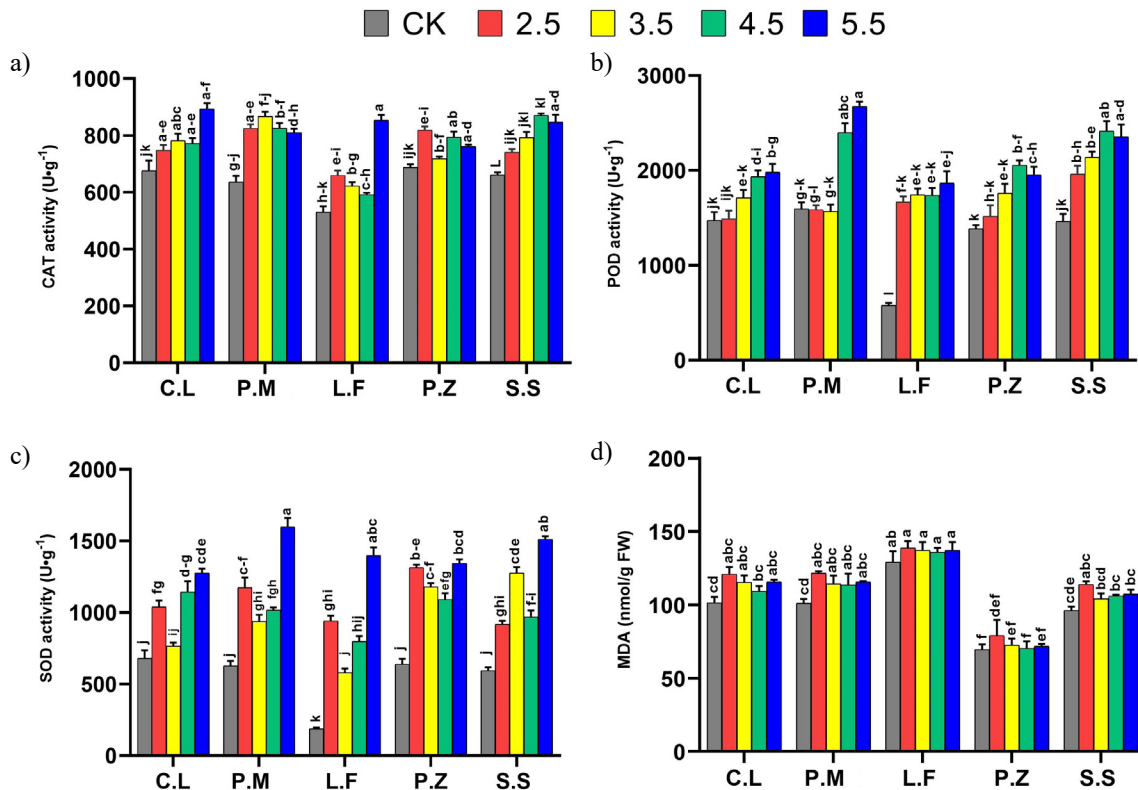 CK 2.5 3.5 4.5 5.5
a)
CAT activity (U•g⁻¹)
1000
800
600
400
200
0
jk a-e abc a-e a-f
g-j a-e f-j b-f d-h
h-k e-i b-g c-h a
ijk e-i b-f ab a-d
L ijk jkl kl a-d
C.L P.M L.F P.Z S.S
b)
POD activity (U•g⁻¹)
3000
2000
1000
0
jk ijk e-k d-i b-g
g-k g-l g-k abc a
l f-k e-k e-k e-j
k h-k e-k b-f c-h
jk b-h b-e ab a-d
C.L P.M L.F P.Z S.S
c)
SOD activity (U•g⁻¹)
2000
1500
1000
500
0
j fg ij d-g cde
j c-f ghi fgh a
k ghi j hij abc
j b-e c-f efg bcd
j ghi cde f-i ab
C.L P.M L.F P.Z S.S
d)
MDA (nmol/g FW)
200
150
100
50
0
cd abc abc bc abc
cd abc abc abc abc
ab a a a a
f def ef f ef
cde abc bcd bc bc
C.L P.M L.F P.Z S.S